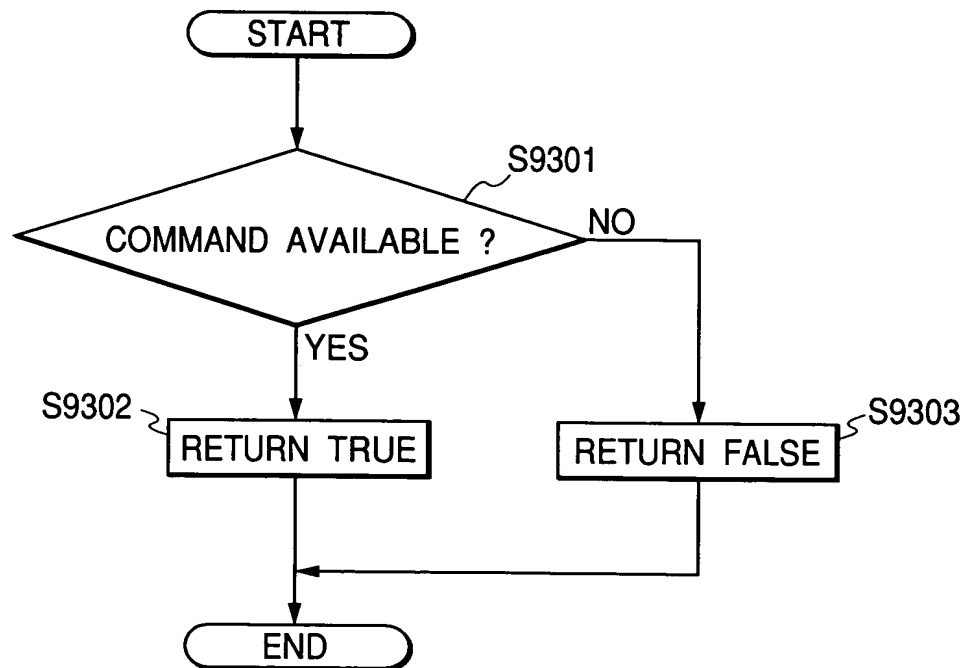 START
S9301
COMMAND AVAILABLE ?
NO
YES
S9302
RETURN TRUE
RETURN FALSE
S9303
END